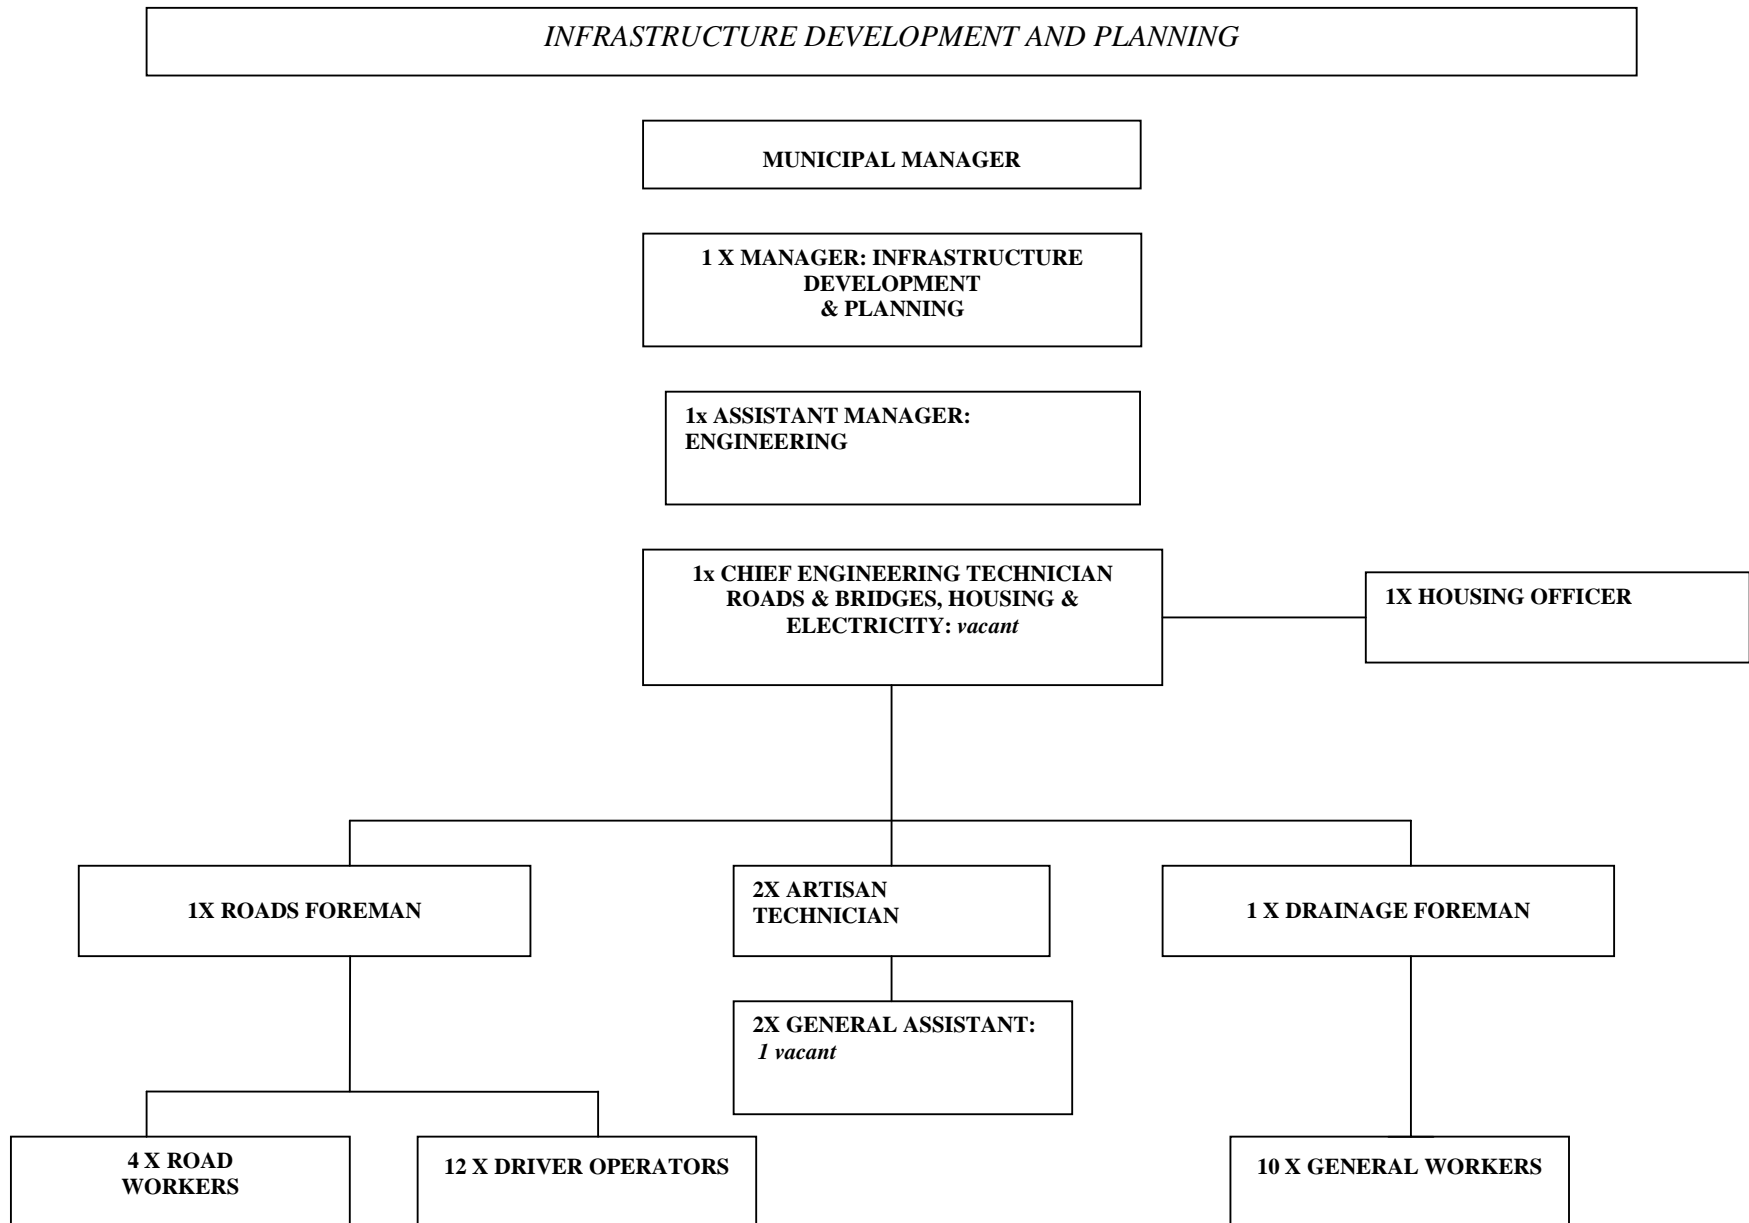 INFRASTRUCTURE DEVELOPMENT AND PLANNING
MUNICIPAL MANAGER
1 X MANAGER: INFRASTRUCTURE
DEVELOPMENT
& PLANNING
1x ASSISTANT MANAGER:
ENGINEERING
1x CHIEF ENGINEERING TECHNICIAN
ROADS & BRIDGES, HOUSING &
ELECTRICITY: vacant
1X HOUSING OFFICER
1X ROADS FOREMAN
2X ARTISAN
TECHNICIAN
1 X DRAINAGE FOREMAN
2X GENERAL ASSISTANT:
1 vacant
4 X ROAD
WORKERS
12 X DRIVER OPERATORS
10 X GENERAL WORKERS